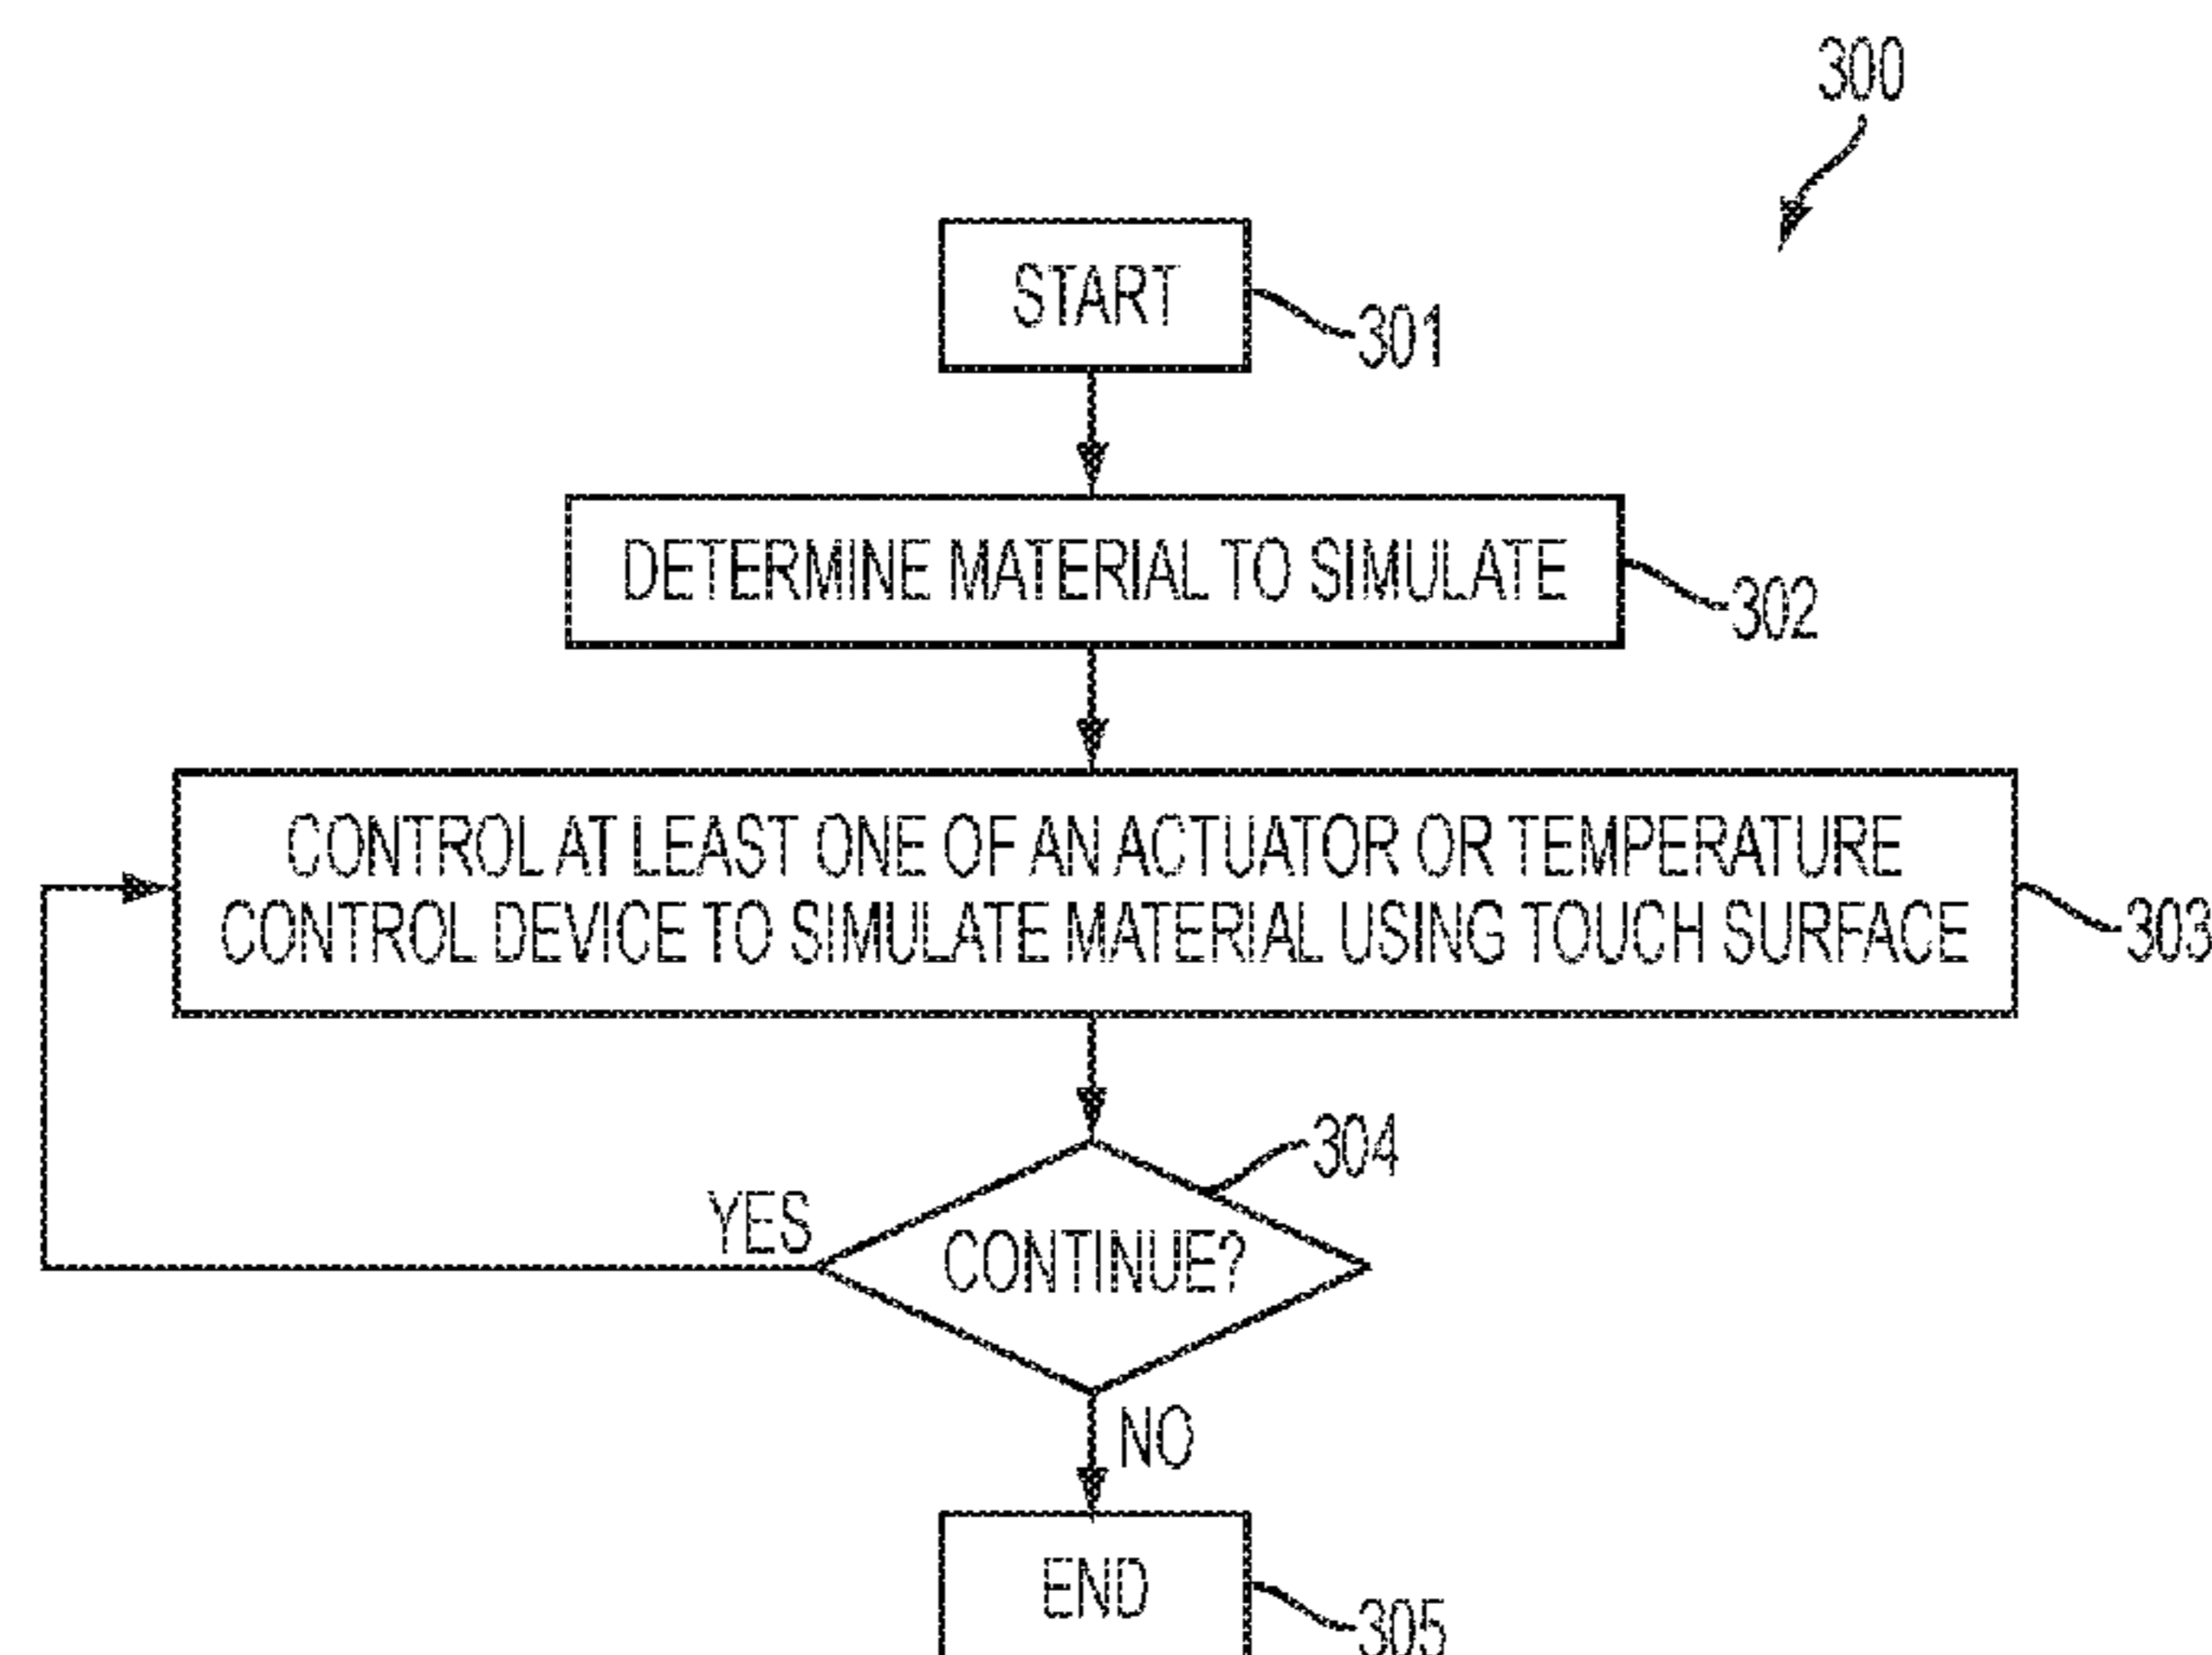 300
START
301
DETERMINE MATERIAL TO SIMULATE
302
CONTROL AT LEAST ONE OF AN ACTUATOR OR TEMPERATURE
CONTROL DEVICE TO SIMULATE MATERIAL USING TOUCH SURFACE
303
304
YES
CONTINUE?
NO
END
305